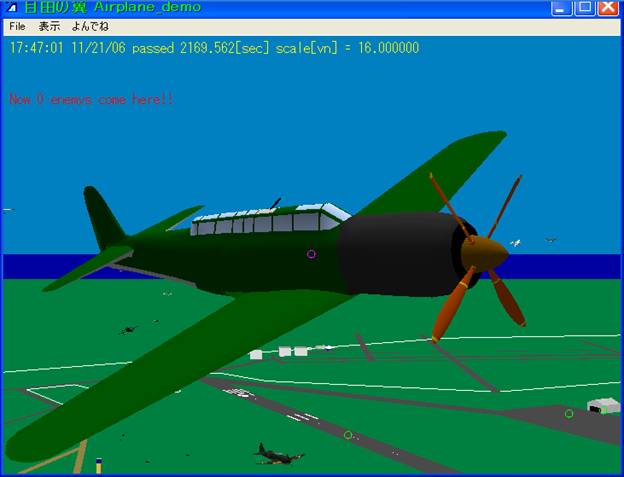 自由の翼 Airplane_demo
File 表示 よんでね
17:47:01 11/21/06 passed 2169.562[sec] scale[vn] = 16.000000
Now 0 enemys come here!!